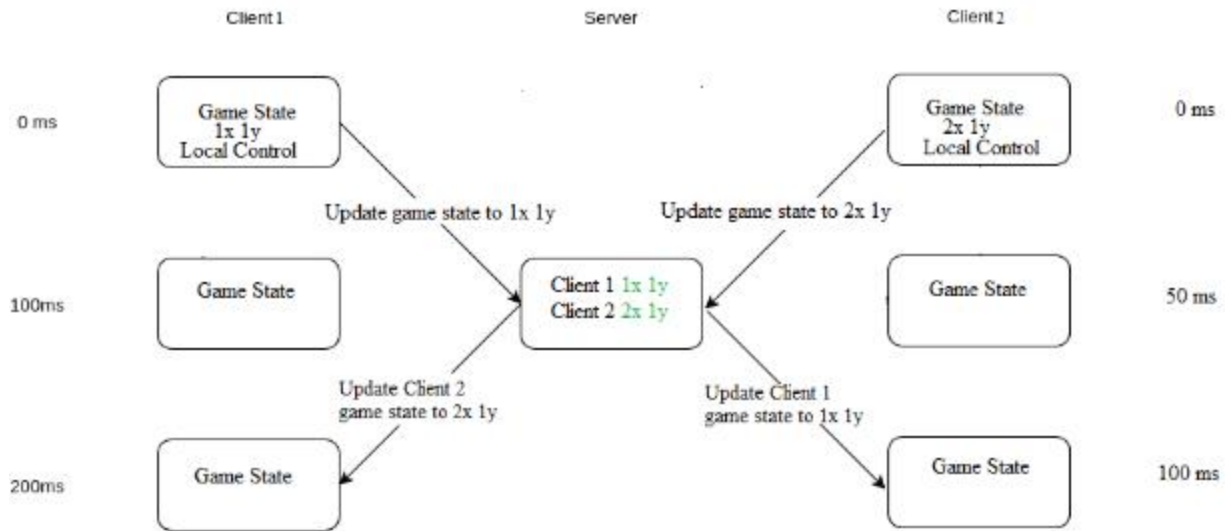 Client 1
Server
Client 2
0 ms
Game State
1x 1y
Local Control
Game State
2x 1y
Local Control
0 ms
Update game state to 1x 1y
Update game state to 2x 1y
100ms
Game State
Client 1 1x 1y
Client 2 2x 1y
Game State
50 ms
Update Client 2
game state to 2x 1y
Update Client 1
game state to 1x 1y
200ms
Game State
Game State
100 ms